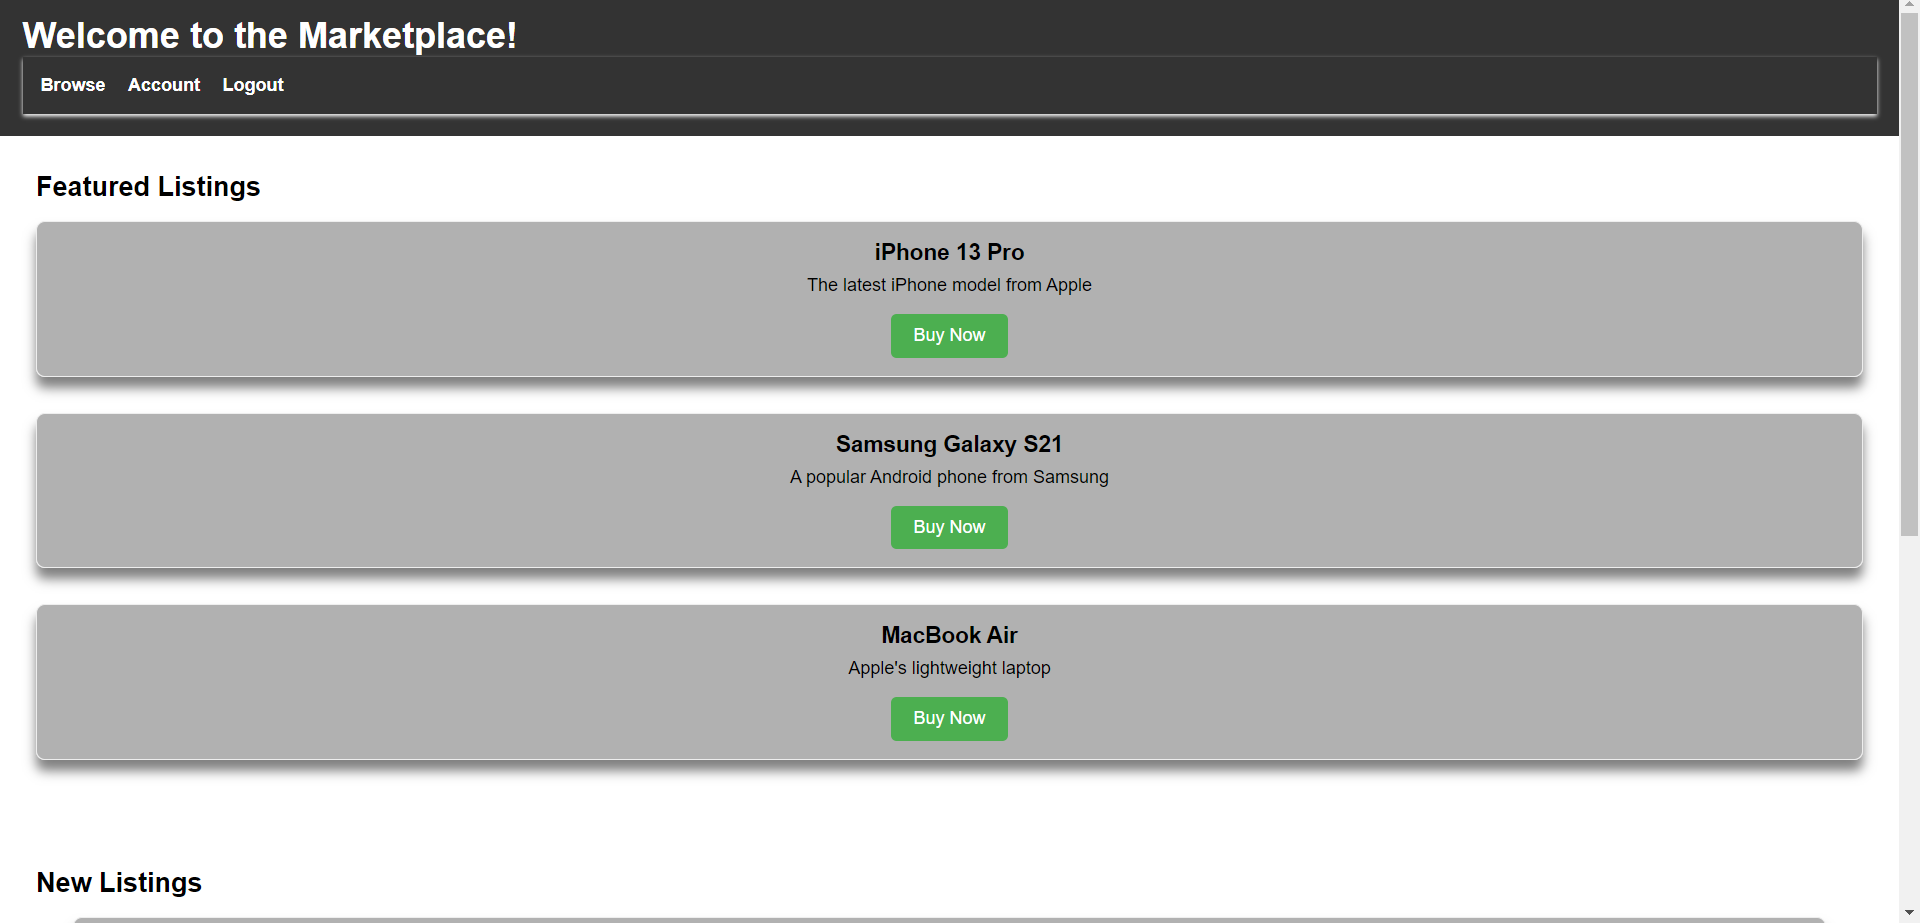 Welcome to the Marketplace!
Browse Account Logout
Featured Listings
iPhone 13 Pro
The latest iPhone model from Apple
Buy Now
Samsung Galaxy S21
A popular Android phone from Samsung
Buy Now
MacBook Air
Apple's lightweight laptop
Buy Now
New Listings